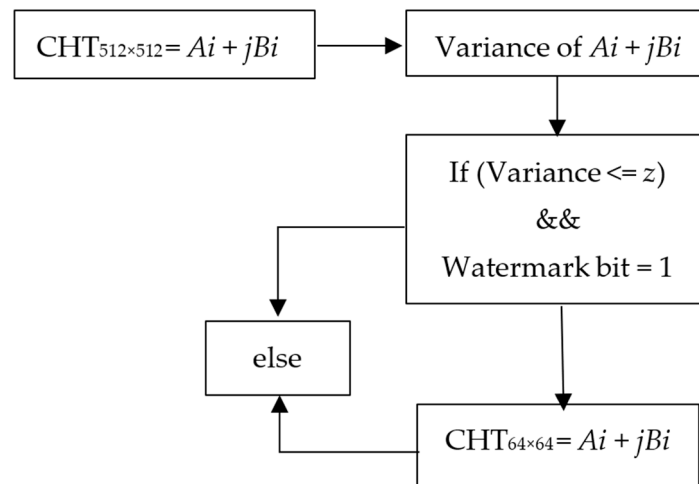 CHT512×512= Ai + jBi
Variance of Ai + jBi
If (Variance <= z)
&&
Watermark bit = 1
else
CHT64×64= Ai + jBi